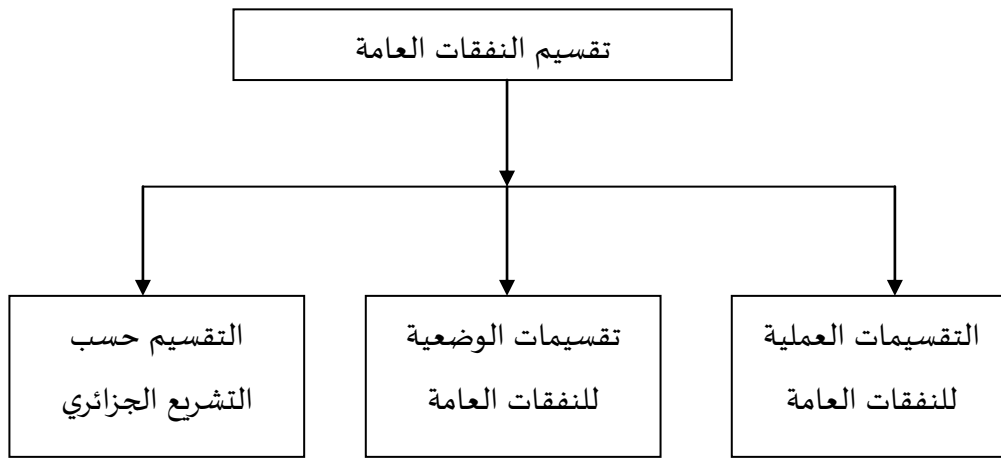 تقسيم النفقات العامة
التقسيمات العملية
للنفقات العامة
تقسيمات الوضعية
للنفقات العامة
التقسيم حسب
التشريع الجزائري